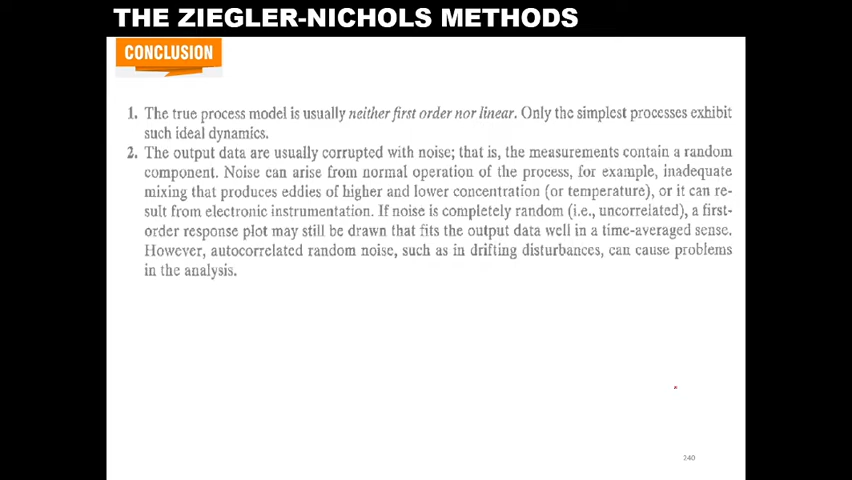 THE ZIEGLER-NICHOLS METHODS
CONCLUSION
1. The true process model is usually neither first order nor linear. Only the simplest processes exhibit
such ideal dynamics.
2. The output data are usually corrupted with noise; that is, the measurements contain a random
component. Noise can arise from normal operation of the process, for example, inadequate
mixing that produces eddies of higher and lower concentration (or temperature), or it can re-
sult from electronic instrumentation. If noise is completely random (i.e., uncorrelated), a first-
order response plot may still be drawn that fits the output data well in a time-averaged sense.
However, autocorrelated random noise, such as in drifting disturbances, can cause problems
in the analysis.
240